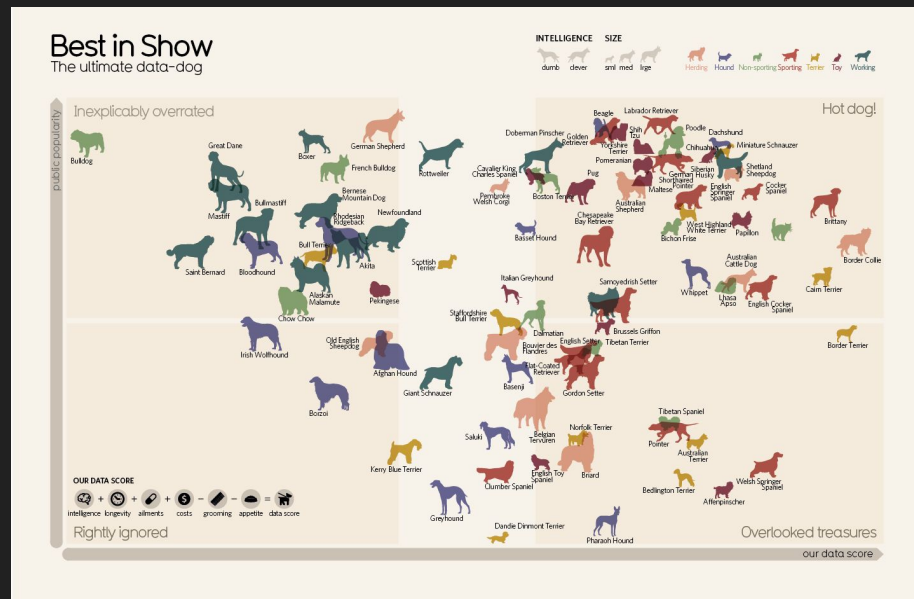 Best in Show
The ultimate data-dog
INTELLIGENCE SIZE
dumb clever sml med lrge
Herding Hound Non-sporting Sporting Terrier Toy Working
public popularity
Inexplicably overrated
Hot dog!
Bulldog
Great Dane
Boxer
German Shepherd
French Bulldog
Rottweiler
Doberman Pinscher
Beagle
Labrador Retriever
Golden
Retriever
Yorkshire
Terrier
Shih
Tzu
Poodle
Dachshund
Chihuahua
Miniature Schnauzer
Cavalier King
Charles Spaniel
Pomeranian
German
Shorthaired
Pointer
Siberian
Husky
Shetland
Sheepdog
Pembroke
Welsh Corgi
Boston Terrier
Pug
Maltese
Australian
Shepherd
English
Springer
Spaniel
Cocker
Spaniel
Brittany
Mastiff
Bullmastiff
Bernese
Mountain Dog
Rhodesian
Ridgeback
Newfoundland
Saint Bernard
Bloodhound
Bull Terrier
Akita
Alaskan
Malamute
Pekingese
Chow Chow
Scottish
Terrier
Basset Hound
Chesapeake
Bay Retriever
Bichon Frise
West Highland
White Terrier
Papillon
Border Collie
Italian Greyhound
Samoyed
Irish Setter
Whippet
Australian
Cattle Dog
Lhasa
Apso
English Cocker
Spaniel
Cairn Terrier
Staffordshire
Bull Terrier
Dalmatian
Brussels Griffon
Irish Wolfhound
Old English
Sheepdog
Afghan Hound
Bouvier des
Flandres
English Setter
Tibetan Terrier
Border Terrier
Borzoi
Giant Schnauzer
Basenji
Flat-Coated
Retriever
Gordon Setter
Saluki
Belgian
Tervuren
Norfolk Terrier
Tibetan Spaniel
Pointer
Australian
Terrier
Kerry Blue Terrier
Clumber Spaniel
English Toy
Spaniel
Briard
Bedlington Terrier
Affenpinscher
Welsh Springer
Spaniel
Greyhound
Dandie Dinmont Terrier
Pharaoh Hound
OUR DATA SCORE
intelligence + longevity + ailments + costs − grooming − appetite = data score
Rightly ignored
Overlooked treasures
our data score